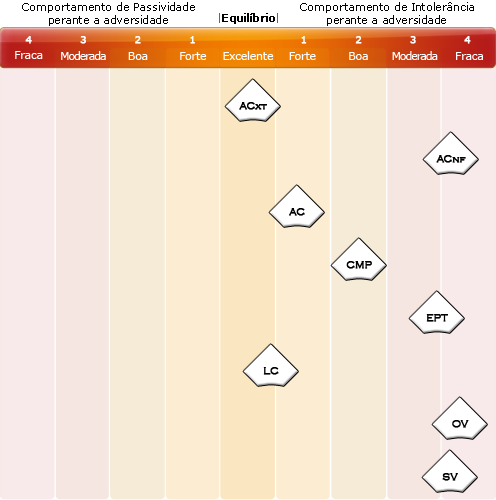 Comportamento de Passividade
perante a adversidade
|Equilíbrio|
Comportamento de Intolerância
perante a adversidade
4 3 2 1 1 2 3 4
Fraca Moderada Boa Forte Excelente Forte Boa Moderada Fraca
ACXT
ACNF
AC
CMP
EPT
LC
OV
SV